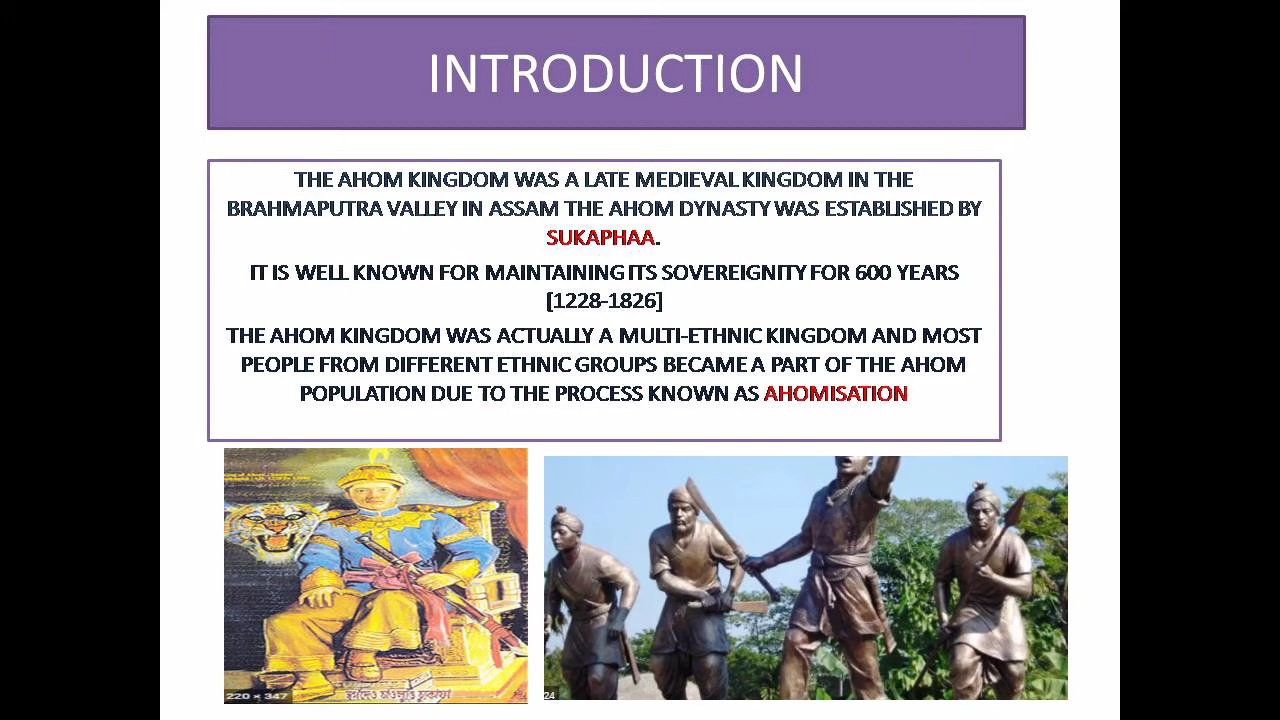 INTRODUCTION
THE AHOM KINGDOM WAS A LATE MEDIEVAL KINGDOM IN THE
BRAHMAPUTRA VALLEY IN ASSAM THE AHOM DYNASTY WAS ESTABLISHED BY
SUKAPHAA.
IT IS WELL KNOWN FOR MAINTAINING ITS SOVEREIGNITY FOR 600 YEARS
[1228-1826]
THE AHOM KINGDOM WAS ACTUALLY A MULTI-ETHNIC KINGDOM AND MOST
PEOPLE FROM DIFFERENT ETHNIC GROUPS BECAME A PART OF THE AHOM
POPULATION DUE TO THE PROCESS KNOWN AS AHOMISATION
220 × 347
24